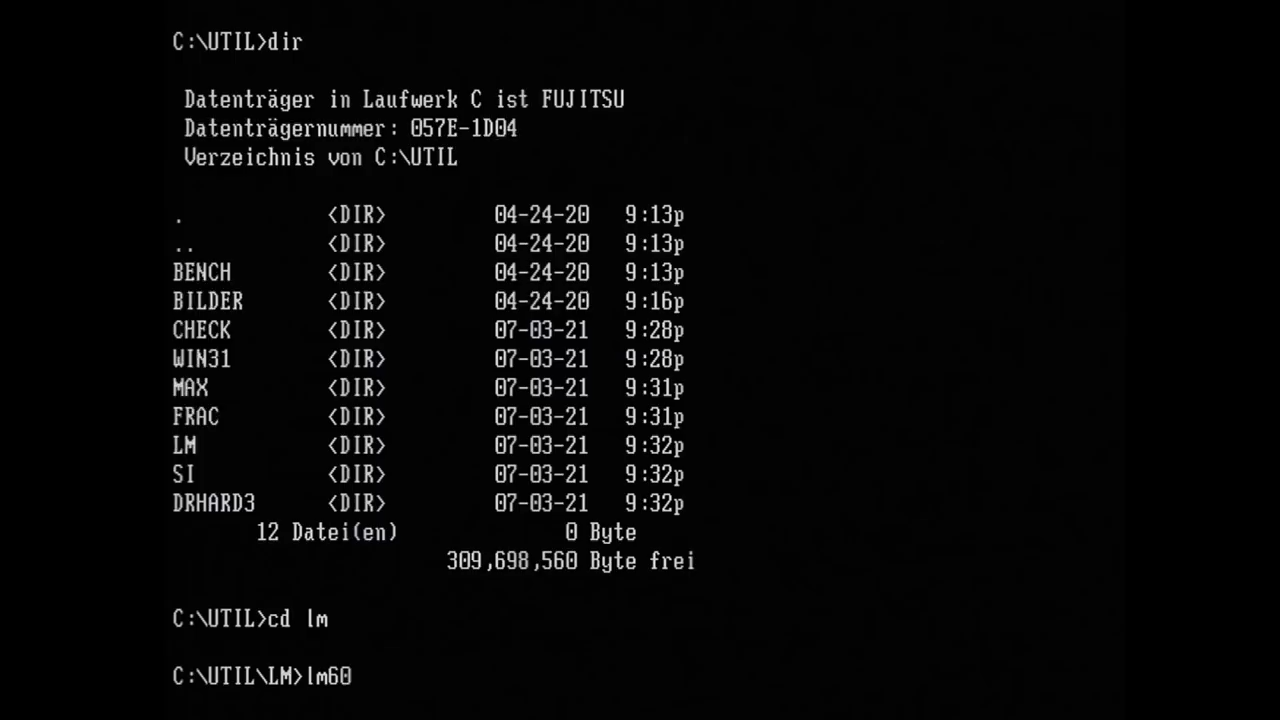 C:\UTIL>dir
Datenträger in Laufwerk C ist FUJITSU
Datenträgernummer: 057E-1D04
Verzeichnis von C:\UTIL
. <DIR> 04-24-20 9:13p
.. <DIR> 04-24-20 9:13p
BENCH <DIR> 04-24-20 9:13p
BILDER <DIR> 04-24-20 9:16p
CHECK <DIR> 07-03-21 9:28p
WIN31 <DIR> 07-03-21 9:28p
MAX <DIR> 07-03-21 9:31p
FRAC <DIR> 07-03-21 9:31p
LM <DIR> 07-03-21 9:32p
SI <DIR> 07-03-21 9:32p
DRHARD3 <DIR> 07-03-21 9:32p
12 Datei(en) 0 Byte
309,698,560 Byte frei
C:\UTIL>cd lm
C:\UTIL\LM>lm60